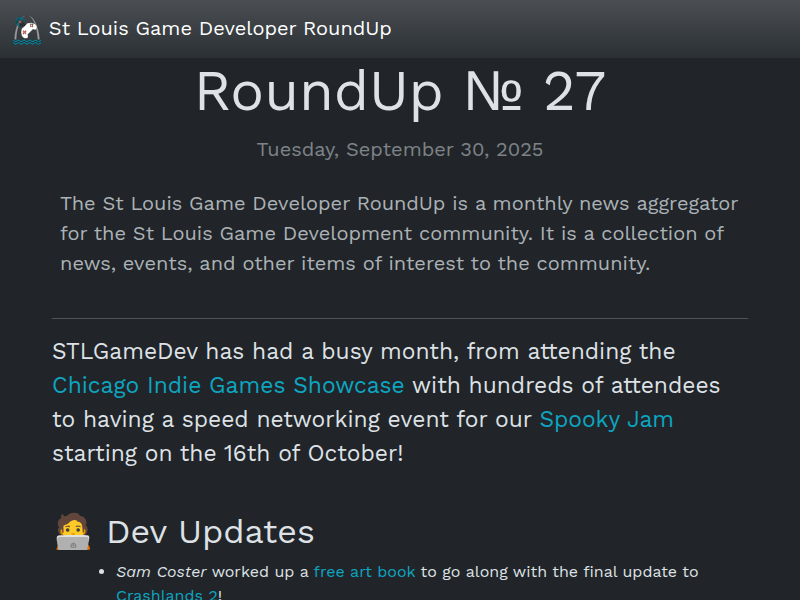 St Louis Game Developer RoundUp
RoundUp № 27
Tuesday, September 30, 2025
The St Louis Game Developer RoundUp is a monthly news aggregator
for the St Louis Game Development community. It is a collection of
news, events, and other items of interest to the community.
STLGameDev has had a busy month, from attending the
Chicago Indie Games Showcase with hundreds of attendees
to having a speed networking event for our Spooky Jam
starting on the 16th of October!
Dev Updates
• Sam Coster worked up a free art book to go along with the final update to
Crashlands 2!